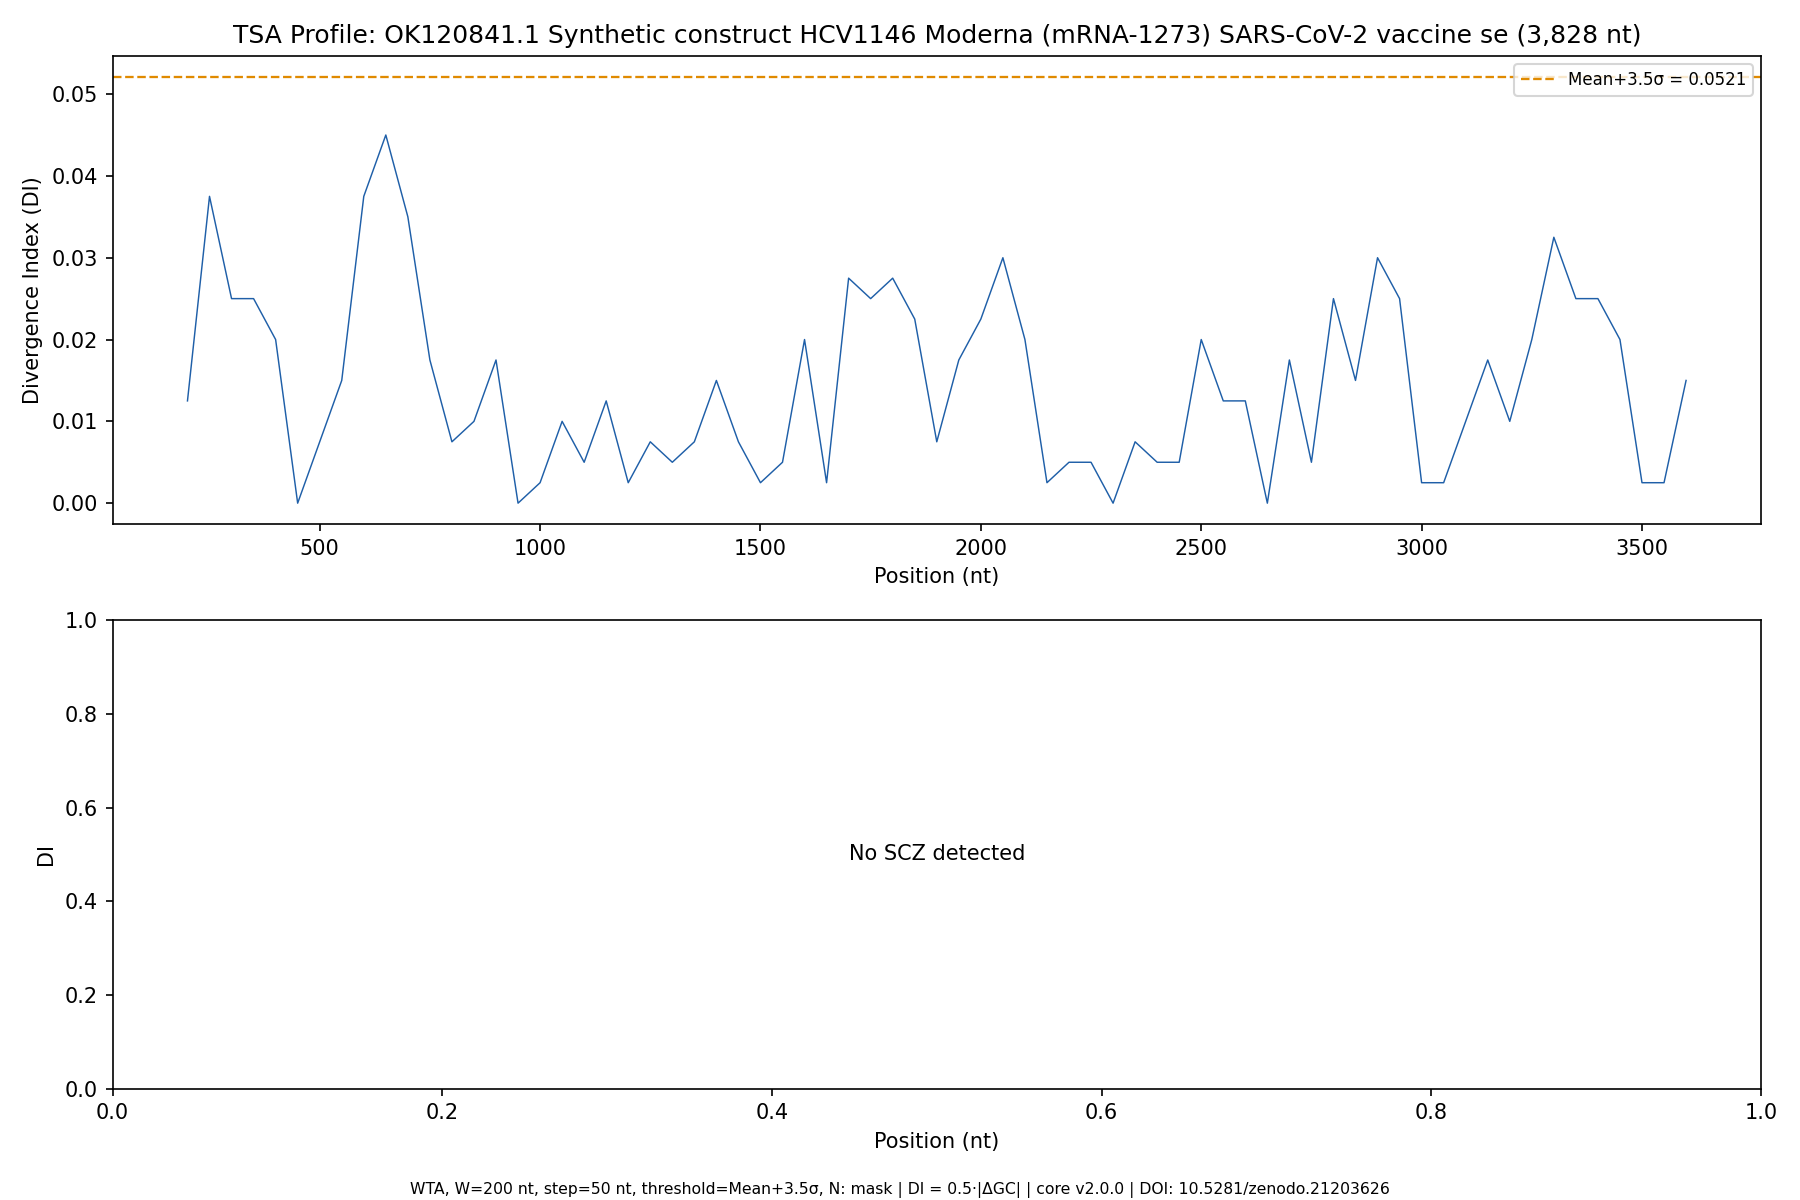 TSA Profile: OK120841.1 Synthetic construct HCV1146 Moderna (mRNA-1273) SARS-CoV-2 vaccine se (3,828 nt)
Mean+3.5σ = 0.0521
Divergence Index (DI)
0.05
0.04
0.03
0.02
0.01
0.00
500 1000 1500 2000 2500 3000 3500
Position (nt)
DI
1.0
0.8
0.6
0.4
0.2
0.0
No SCZ detected
0.0 0.2 0.4 0.6 0.8 1.0
Position (nt)
WTA, W=200 nt, step=50 nt, threshold=Mean+3.5σ, N: mask | DI = 0.5·|ΔGC| | core v2.0.0 | DOI: 10.5281/zenodo.21203626